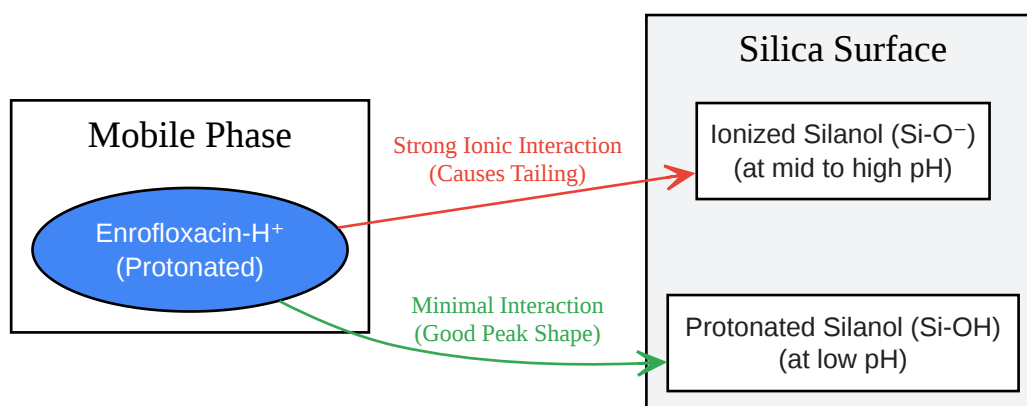 Silica Surface
Mobile Phase
Enrofloxacin-H⁺
(Protonated)
Strong Ionic Interaction
(Causes Tailing)
Ionized Silanol (Si-O⁻)
(at mid to high pH)
Minimal Interaction
(Good Peak Shape)
Protonated Silanol (Si-OH)
(at low pH)